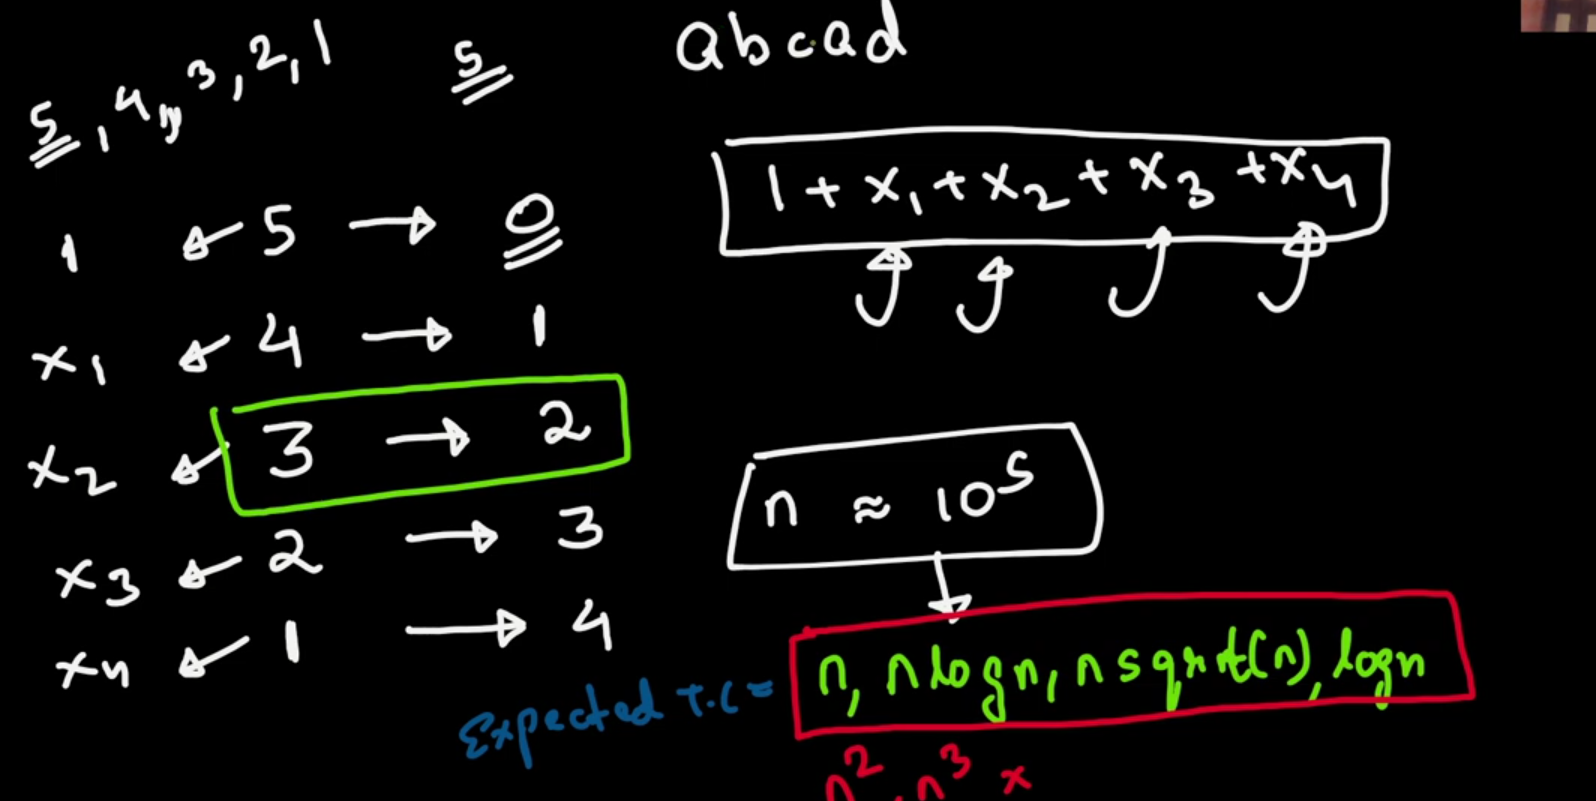 5, 4, 3, 2, 1
5
abcad
1 + x1 + x2 + x3 + x4
1 ← 5 → 0
x1 ← 4 → 1
x2 ← 3 → 2
x3 ← 2 → 3
x4 ← 1 → 4
n ≈ 10^5
Expected T.C = n, nlogn, nsqrt(n), logn
n^2, n^3 x